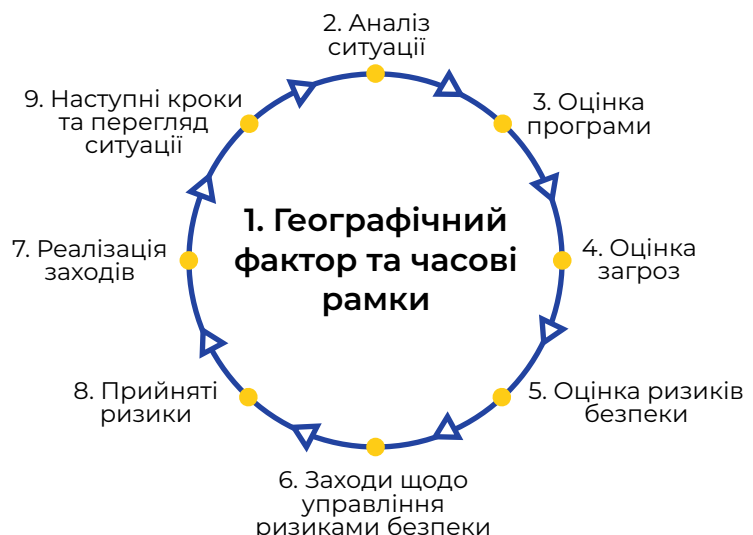 2. Аналіз
ситуації
3. Оцінка
програми
4. Оцінка
загроз
5. Оцінка ризиків
безпеки
6. Заходи щодо
управління
ризиками безпеки
8. Прийняті
ризики
7. Реалізація
заходів
9. Наступні кроки
та перегляд
ситуації
1. Географічний
фактор та часові
рамки